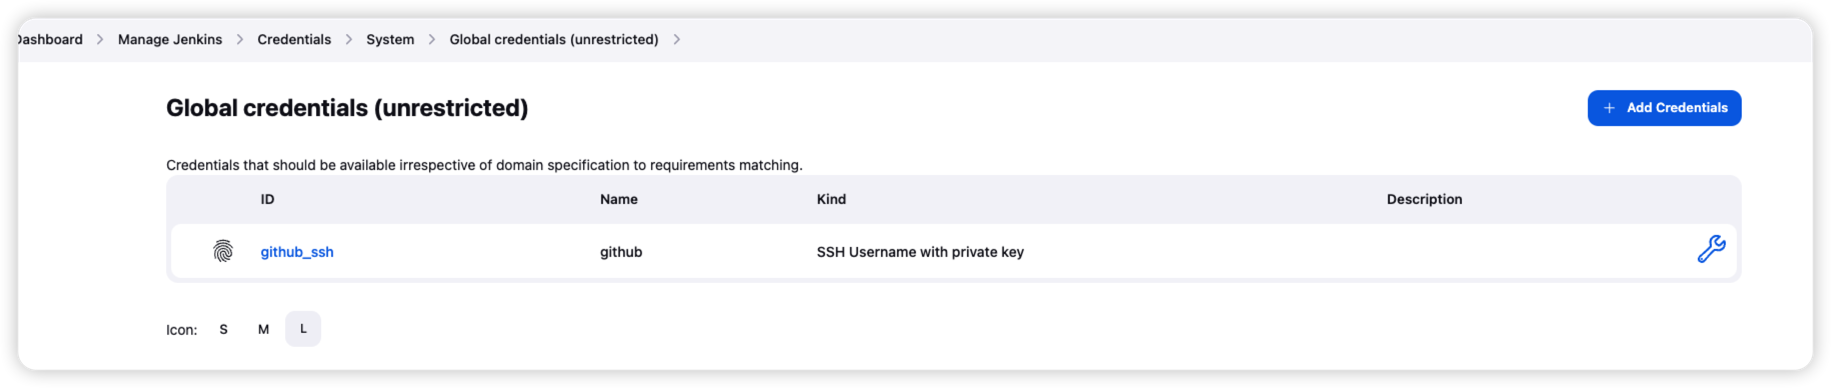 Dashboard > Manage Jenkins > Credentials > System > Global credentials (unrestricted) >
Global credentials (unrestricted)
+ Add Credentials
Credentials that should be available irrespective of domain specification to requirements matching.
ID Name Kind Description
github_ssh github SSH Username with private key
Icon: S M L